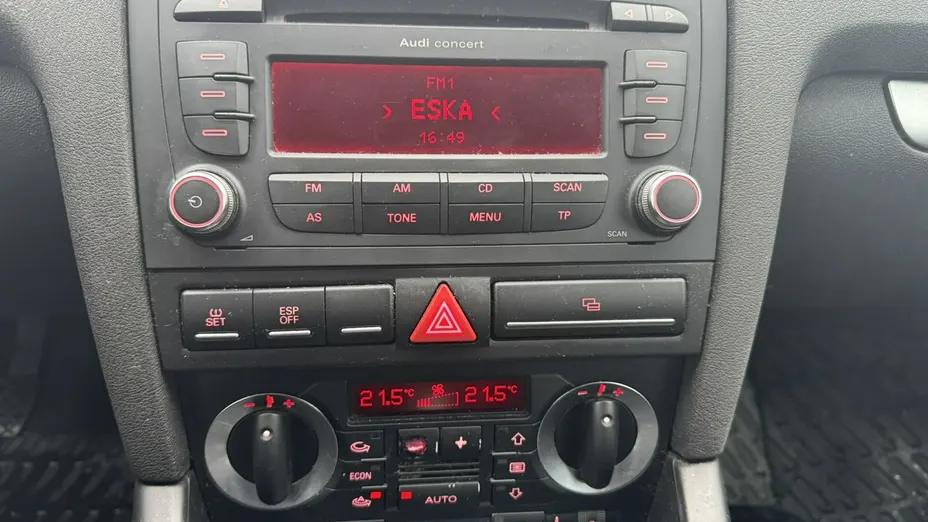 Audi concert
FM1
> ESKA <
16:49
FM AM CD SCAN
AS TONE MENU TP
SCAN
SET
ESP
OFF
21.5°C 21.5°C
- + - +
ECON
AUTO